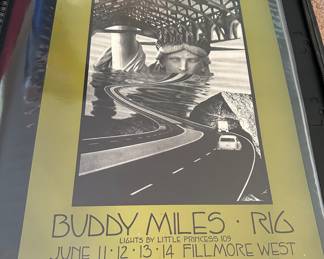 BUDDY MILES · RIG
LIGHTS BY LITTLE PRINCESS 109
JUNE 11 · 12 · 13 · 14 FILLMORE WEST